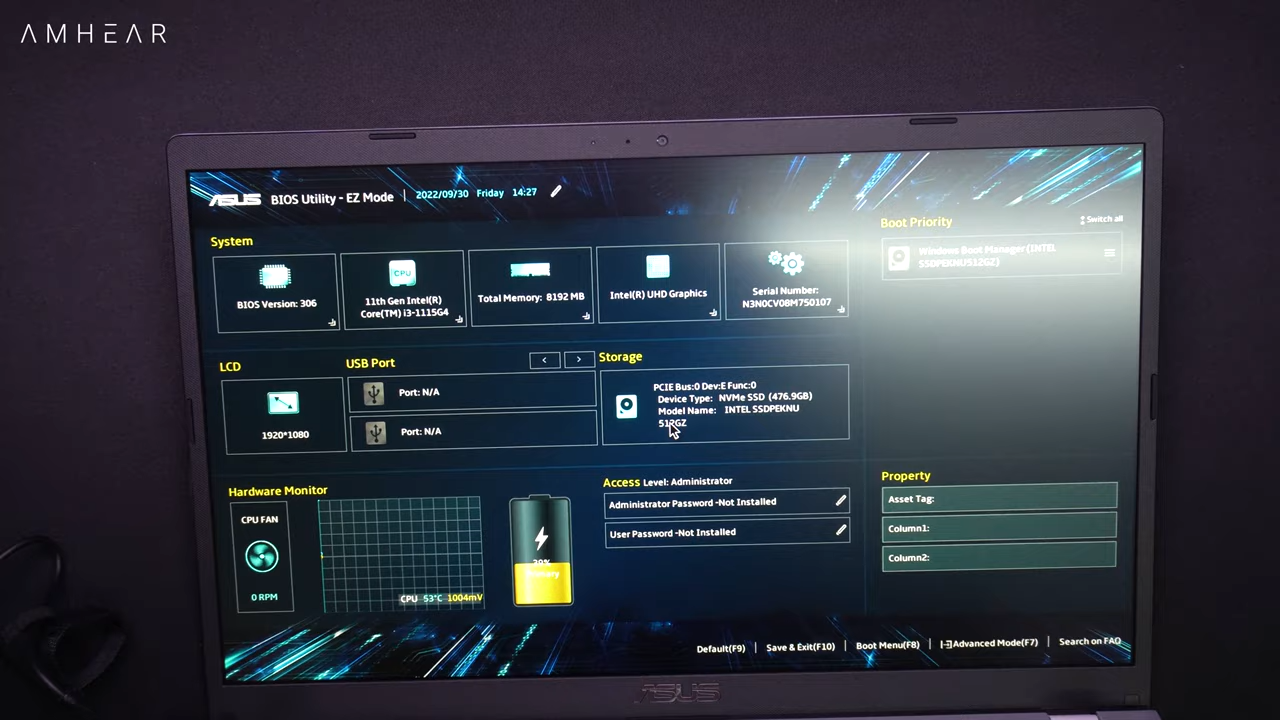 AMHEAR
ASUS BIOS Utility - EZ Mode | 2022/09/30 Friday 14:27
System
BIOS Version: 306
11th Gen Intel(R)
Core(TM) i3-1115G4
Total Memory: 8192 MB
Intel(R) UHD Graphics
Serial Number:
N3N0CV08M750107
Boot Priority
Switch all
Windows Boot Manager(INTEL
SSDPEKNU512GZ)
LCD
1920*1080
USB Port
< >
Port: N/A
Port: N/A
Storage
PCIE Bus:0 Dev:E Func:0
Device Type: NVMe SSD (476.9GB)
Model Name: INTEL SSDPEKNU
512GZ
Hardware Monitor
CPU FAN
0 RPM
CPU 53°C 1004mV
Access Level: Administrator
Administrator Password -Not Installed
User Password -Not Installed
Property
Asset Tag:
Column1:
Column2:
Default(F9) | Save & Exit(F10) | Boot Menu(F8) | Advanced Mode(F7) | Search on FAQ
ASUS